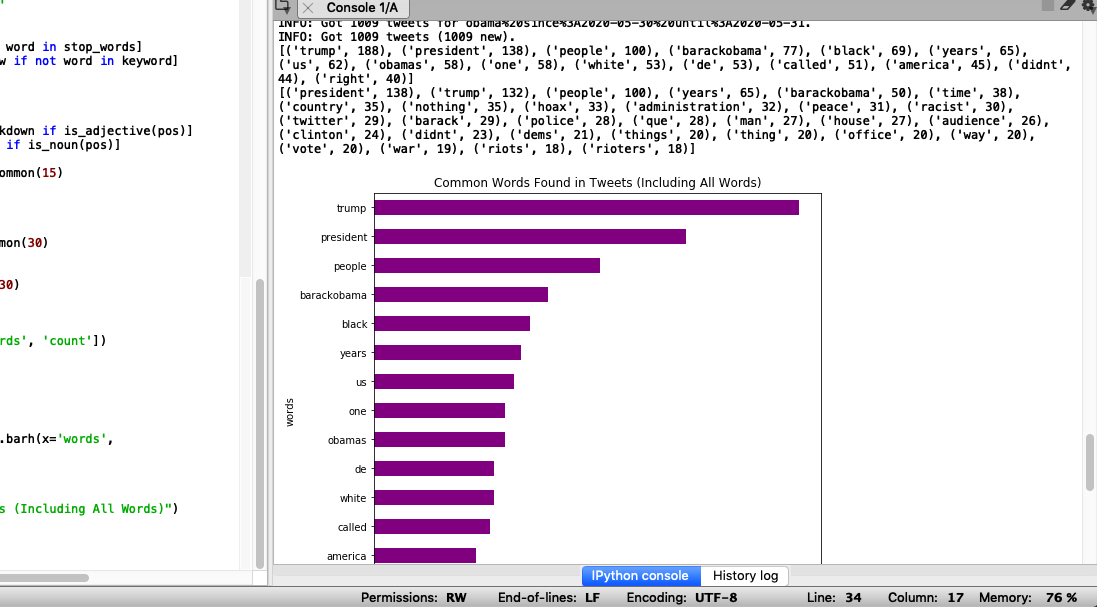 Console 1/A
word in stop_words]
w if not word in keyword]
kdown if is_adjective(pos)]
if is_noun(pos)]
ommon(15)
mon(30)
30)
rds', 'count'])
.barh(x='words',
s (Including All Words)")
INFO: Got 1009 tweets for obama%20since%3A2020-05-30%20until%3A2020-05-31.
INFO: Got 1009 tweets (1009 new).
[('trump', 188), ('president', 138), ('people', 100), ('barackobama', 77), ('black', 69), ('years', 65),
('us', 62), ('obamas', 58), ('one', 58), ('white', 53), ('de', 53), ('called', 51), ('america', 45), ('didnt',
44), ('right', 40)]
[('president', 138), ('trump', 132), ('people', 100), ('years', 65), ('barackobama', 50), ('time', 38),
('country', 35), ('nothing', 35), ('hoax', 33), ('administration', 32), ('peace', 31), ('racist', 30),
('twitter', 29), ('barack', 29), ('police', 28), ('que', 28), ('man', 27), ('house', 27), ('audience', 26),
('clinton', 24), ('didnt', 23), ('dems', 21), ('things', 20), ('thing', 20), ('office', 20), ('way', 20),
('vote', 20), ('war', 19), ('riots', 18), ('rioters', 18)]
Common Words Found in Tweets (Including All Words)
words
trump
president
people
barackobama
black
years
us
one
obamas
de
white
called
america
IPython console History log
Permissions: RW End-of-lines: LF Encoding: UTF-8 Line: 34 Column: 17 Memory: 76 %